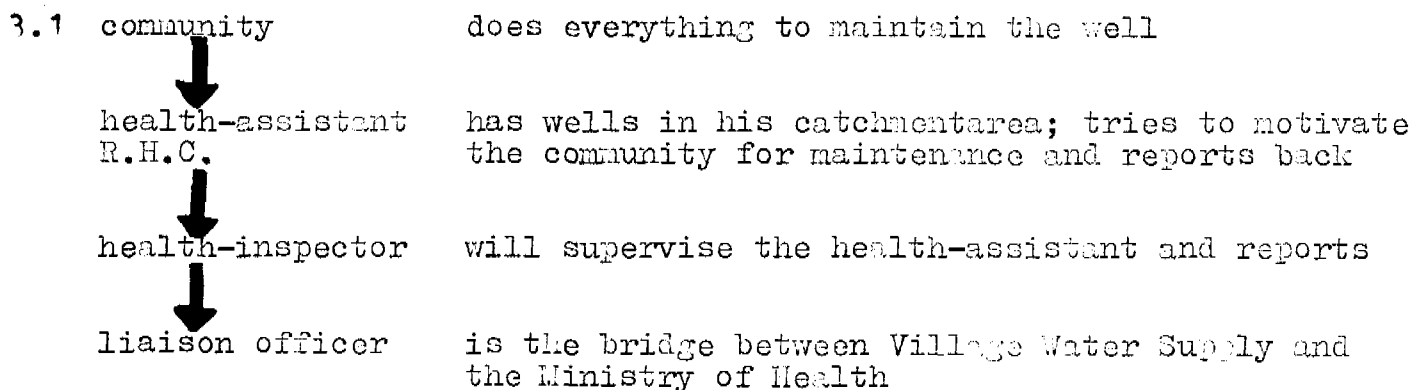 3.1 community does everything to maintain the well
health-assistant has wells in his catchmentarea; tries to motivate
R.H.C. the community for maintenance and reports back
health-inspector will supervise the health-assistant and reports
liaison officer is the bridge between Village Water Supply and
the Ministry of Health